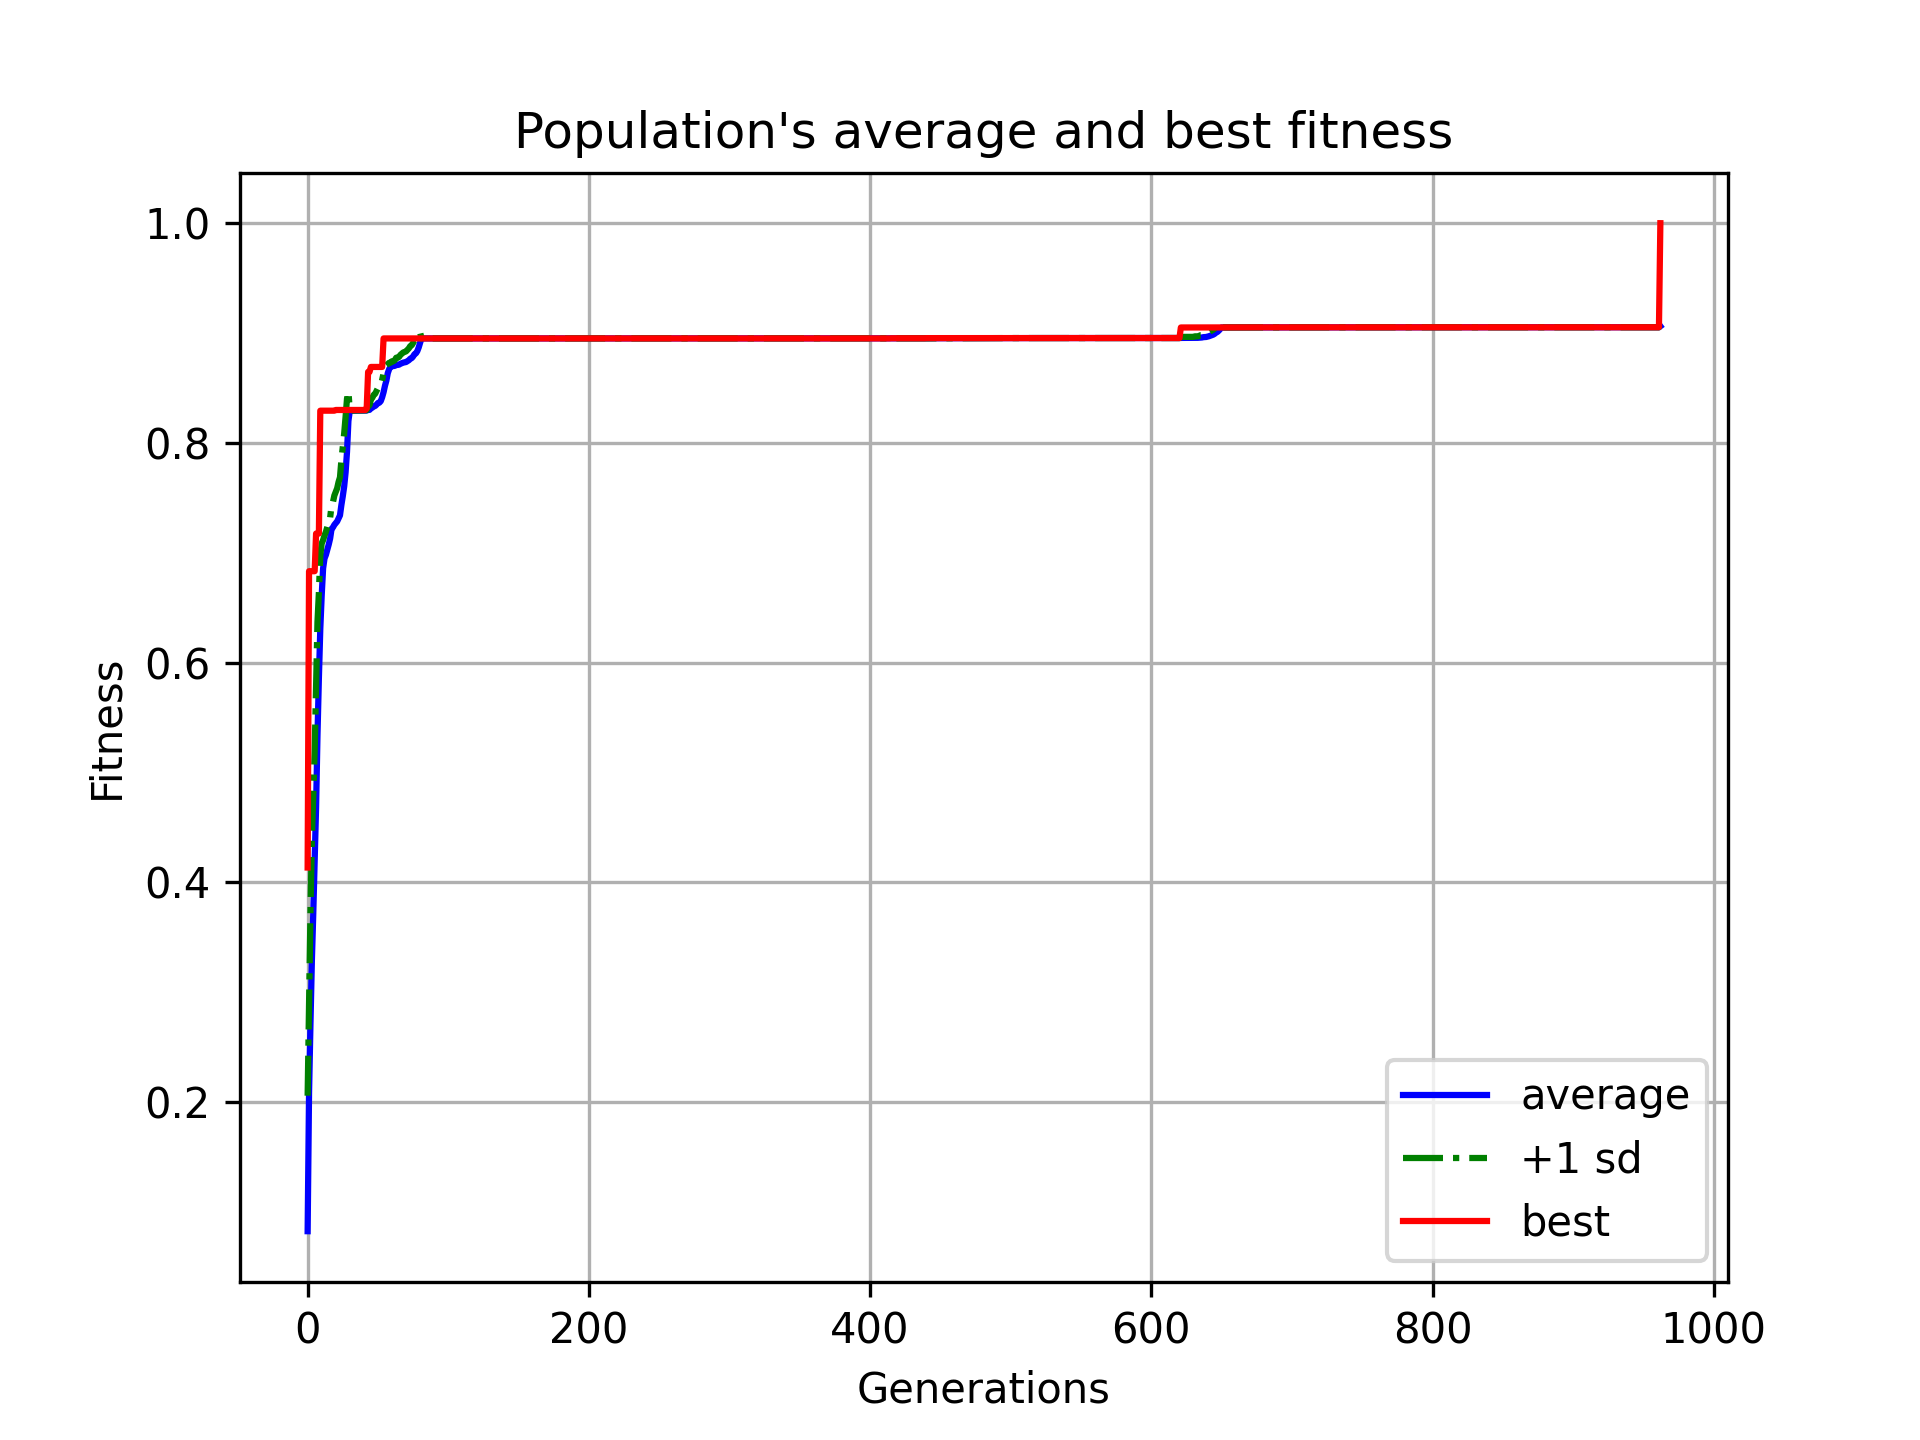 Population's average and best fitness
1.0
0.8
0.6
0.4
0.2
Fitness
average
+1 sd
best
0 200 400 600 800 1000
Generations